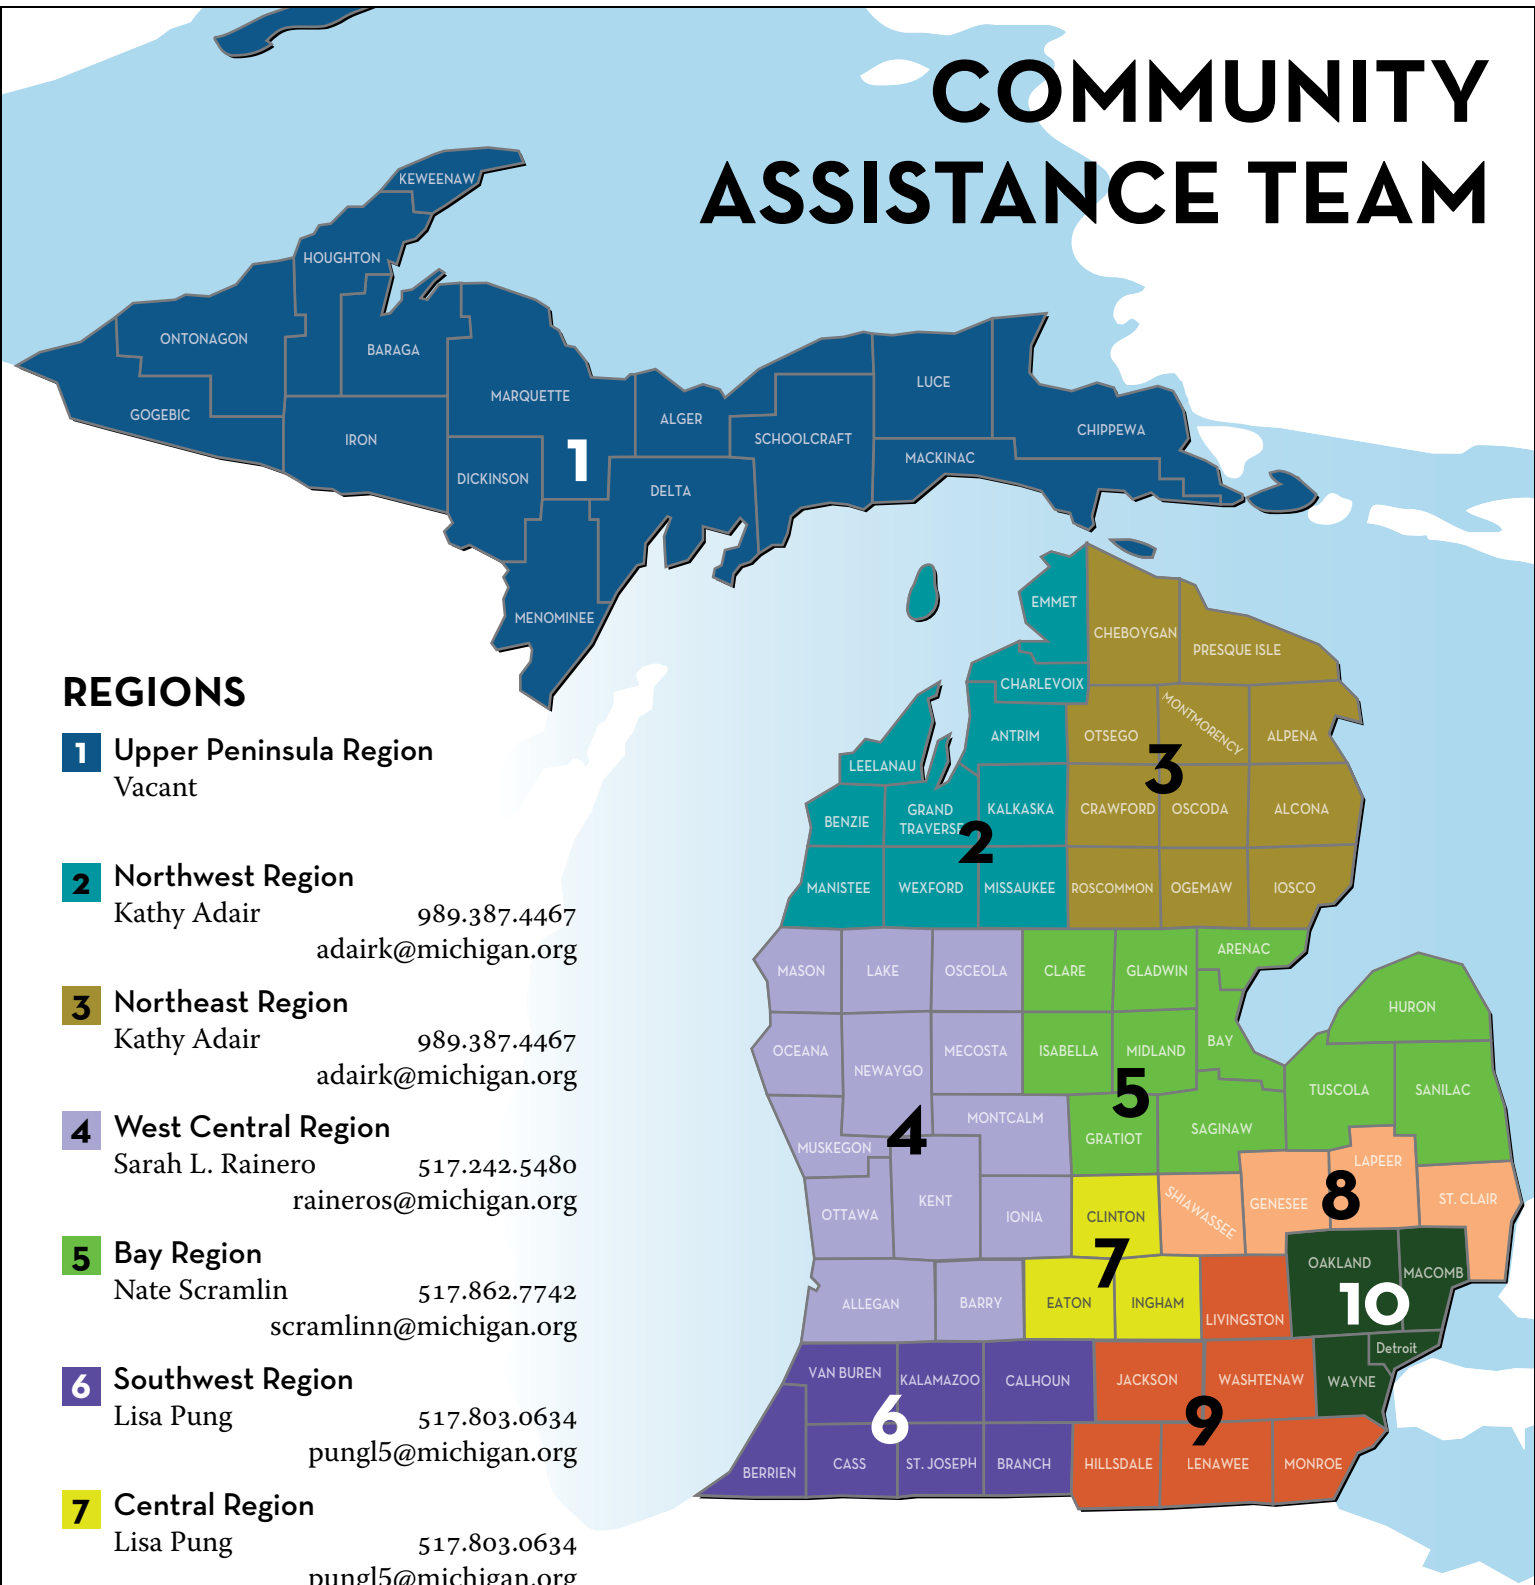 COMMUNITY
ASSISTANCE TEAM
KEWEENAW
HOUGHTON
ONTONAGON
BARAGA
GOGEBIC
IRON
MARQUETTE
1
DICKINSON
ALGER
SCHOOLCRAFT
LUCE
CHIPPEWA
MACKINAC
DELTA
MENOMINEE
EMMET
CHEBOYGAN
PRESQUE ISLE
CHARLEVOIX
ANTRIM
OTSEGO
MONTMORENCY
ALPENA
3
LEELANAU
BENZIE
GRAND
TRAVERSE
KALKASKA
2
CRAWFORD
OSCODA
ALCONA
MANISTEE
WEXFORD
MISSAUKEE
ROSCOMMON
OGEMAW
IOSCO
MASON
LAKE
OSCEOLA
CLARE
GLADWIN
ARENAC
HURON
OCEANA
NEWAYGO
MECOSTA
ISABELLA
MIDLAND
BAY
5
TUSCOLA
SANILAC
MUSKEGON
4
MONTCALM
GRATIOT
SAGINAW
LAPEER
OTTAWA
KENT
IONIA
CLINTON
SHIAWASSEE
GENESEE
8
ST. CLAIR
7
ALLEGAN
BARRY
EATON
INGHAM
LIVINGSTON
OAKLAND
MACOMB
10
Detroit
WAYNE
VAN BUREN
KALAMAZOO
CALHOUN
JACKSON
WASHTENAW
6
9
BERRIEN
CASS
ST. JOSEPH
BRANCH
HILLSDALE
LENAWEE
MONROE
REGIONS
1 Upper Peninsula Region
Vacant
2 Northwest Region
Kathy Adair 989.387.4467
adairk@michigan.org
3 Northeast Region
Kathy Adair 989.387.4467
adairk@michigan.org
4 West Central Region
Sarah L. Rainero 517.242.5480
raineros@michigan.org
5 Bay Region
Nate Scramlin 517.862.7742
scramlinn@michigan.org
6 Southwest Region
Lisa Pung 517.803.0634
pungl5@michigan.org
7 Central Region
Lisa Pung 517.803.0634
pungl5@michigan.org